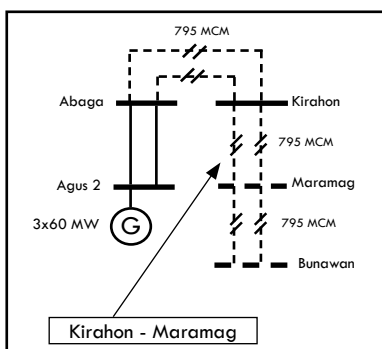 795 MCM
Abaga
Kirahon
795 MCM
Agus 2
Maramag
3x60 MW
G
795 MCM
Bunawan
Kirahon - Maramag